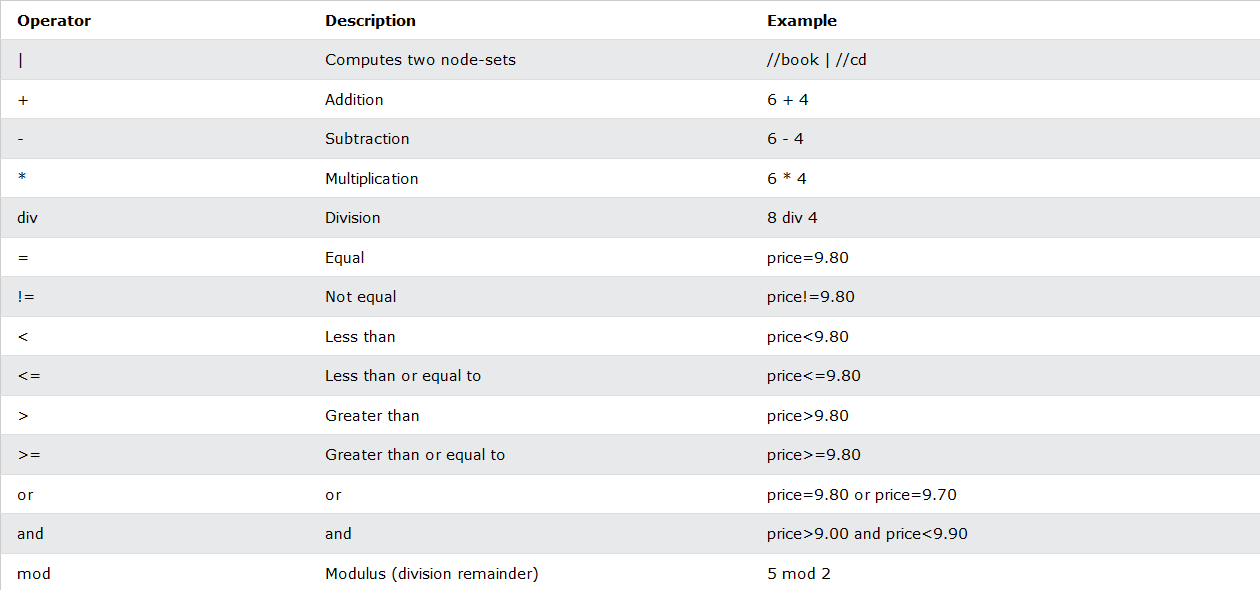 Operator Description Example
| Computes two node-sets //book | //cd
+ Addition 6 + 4
- Subtraction 6 - 4
* Multiplication 6 * 4
div Division 8 div 4
= Equal price=9.80
!= Not equal price!=9.80
< Less than price<9.80
<= Less than or equal to price<=9.80
> Greater than price>9.80
>= Greater than or equal to price>=9.80
or or price=9.80 or price=9.70
and and price>9.00 and price<9.90
mod Modulus (division remainder) 5 mod 2